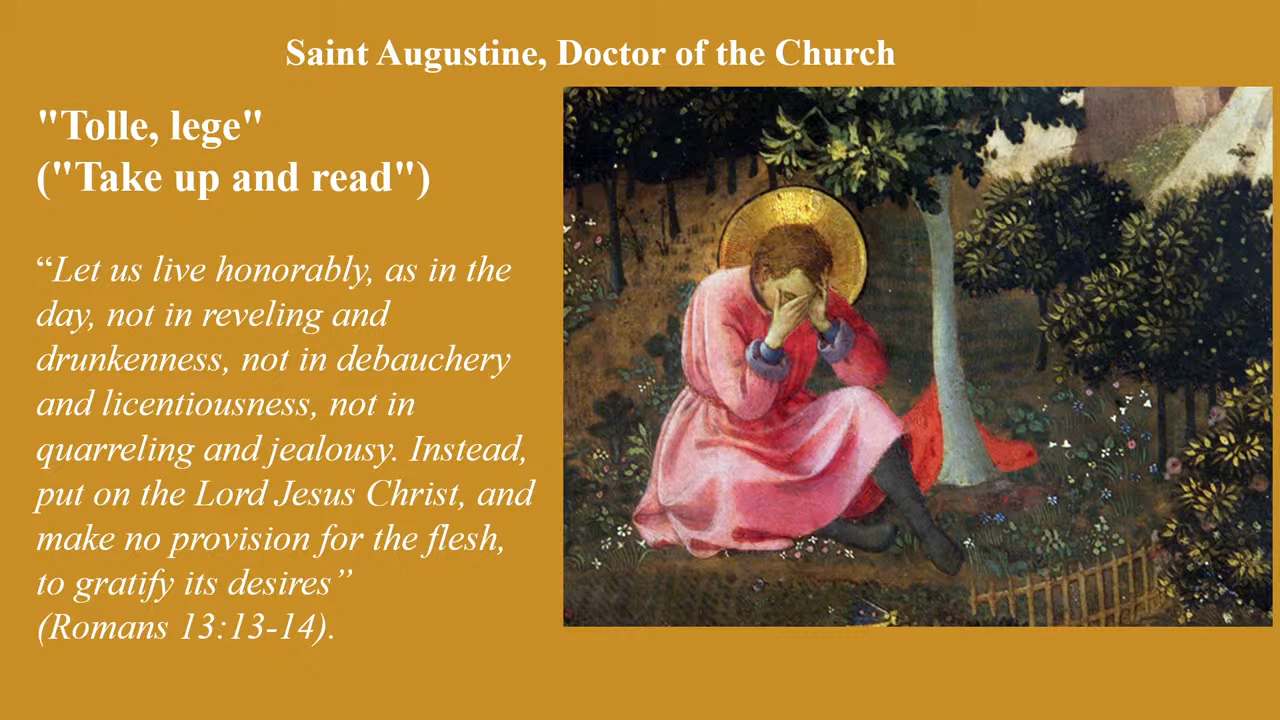 Saint Augustine, Doctor of the Church
"Tolle, lege"
("Take up and read")
“Let us live honorably, as in the
day, not in reveling and
drunkenness, not in debauchery
and licentiousness, not in
quarreling and jealousy. Instead,
put on the Lord Jesus Christ, and
make no provision for the flesh,
to gratify its desires”
(Romans 13:13-14).